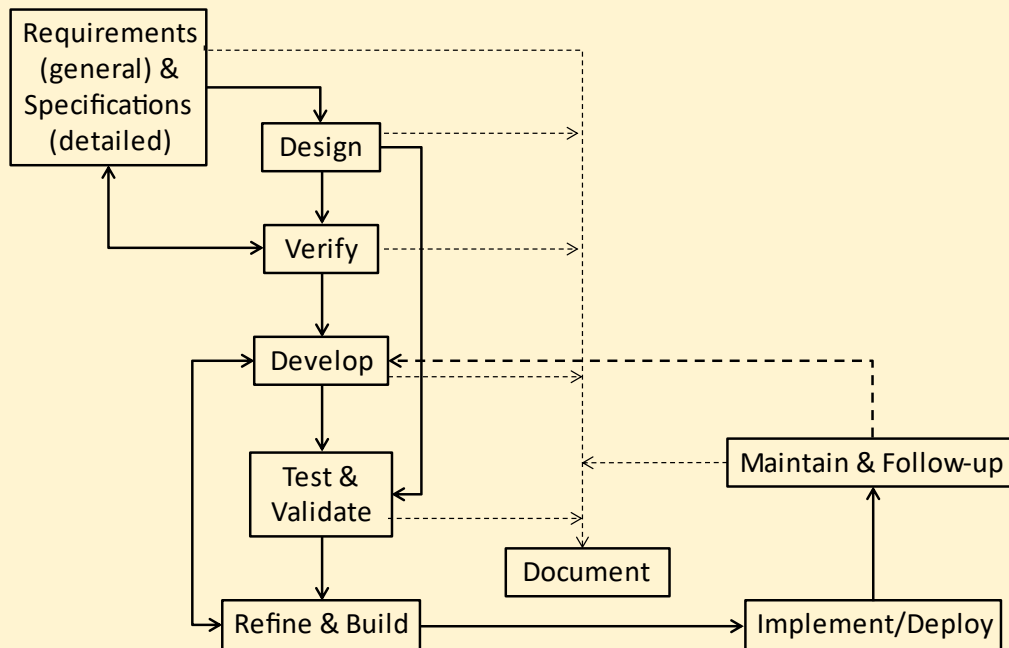 Requirements
(general) &
Specifications
(detailed)
Design
Verify
Develop
Test &
Validate
Maintain & Follow-up
Document
Refine & Build
Implement/Deploy